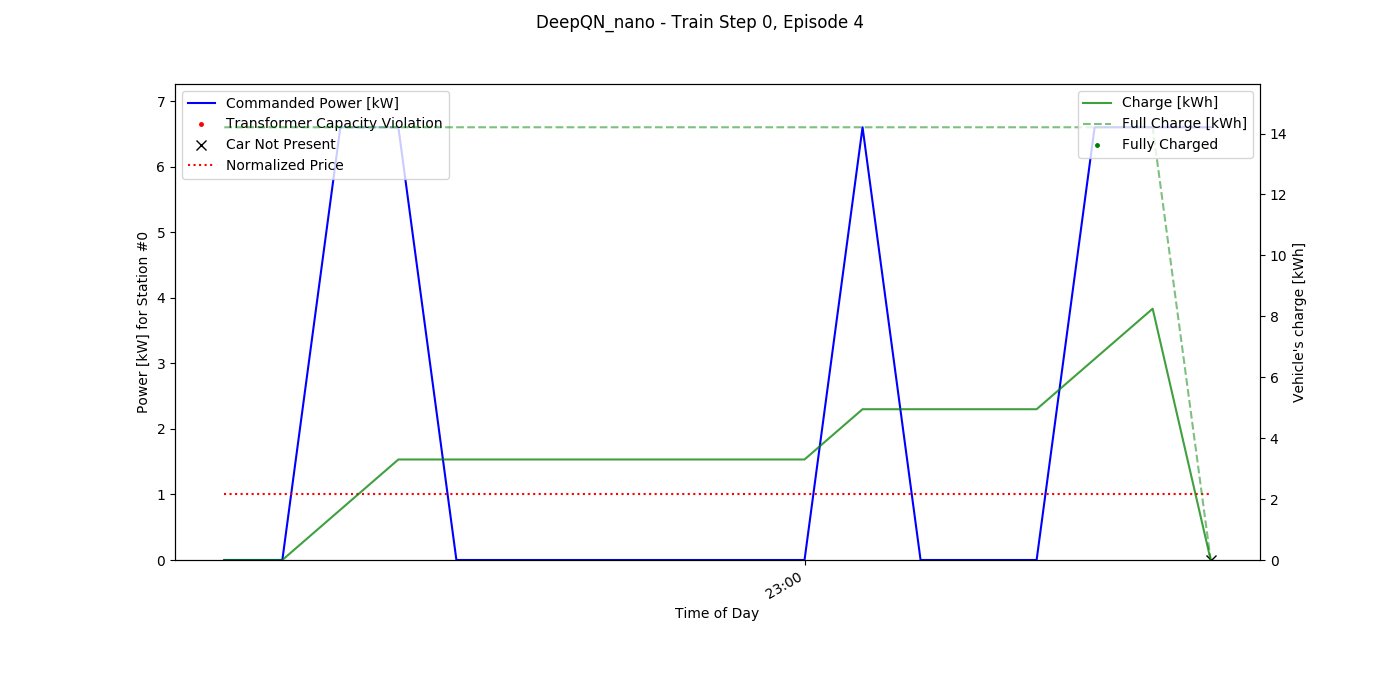 DeepQN_nano - Train Step 0, Episode 4
Commanded Power [kW]
Transformer Capacity Violation
Car Not Present
Normalized Price
Charge [kWh]
Full Charge [kWh]
Fully Charged
7
6
5
4
3
2
1
0
Power [kW] for Station #0
14
12
10
8
6
4
2
0
Vehicle's charge [kWh]
23:00
Time of Day